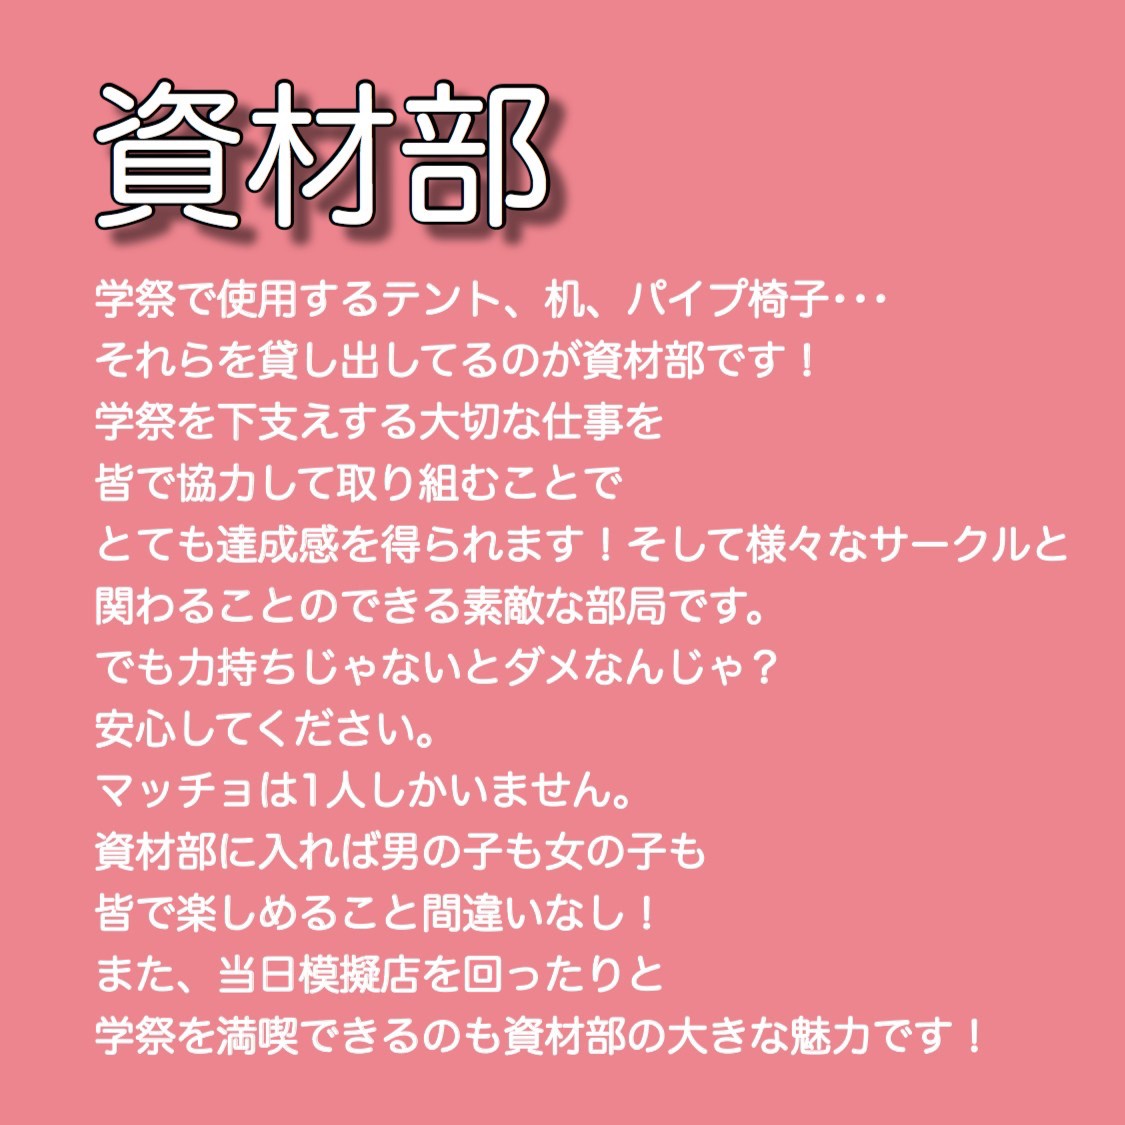 資材部
学祭で使用するテント、机、パイプ椅子･･･
それらを貸し出してるのが資材部です！
学祭を下支えする大切な仕事を
皆で協力して取り組むことで
とても達成感を得られます！そして様々なサークルと
関わることのできる素敵な部局です。
でも力持ちじゃないとダメなんじゃ？
安心してください。
マッチョは1人しかいません。
資材部に入れば男の子も女の子も
皆で楽しめること間違いなし！
また、当日模擬店を回ったりと
学祭を満喫できるのも資材部の大きな魅力です！